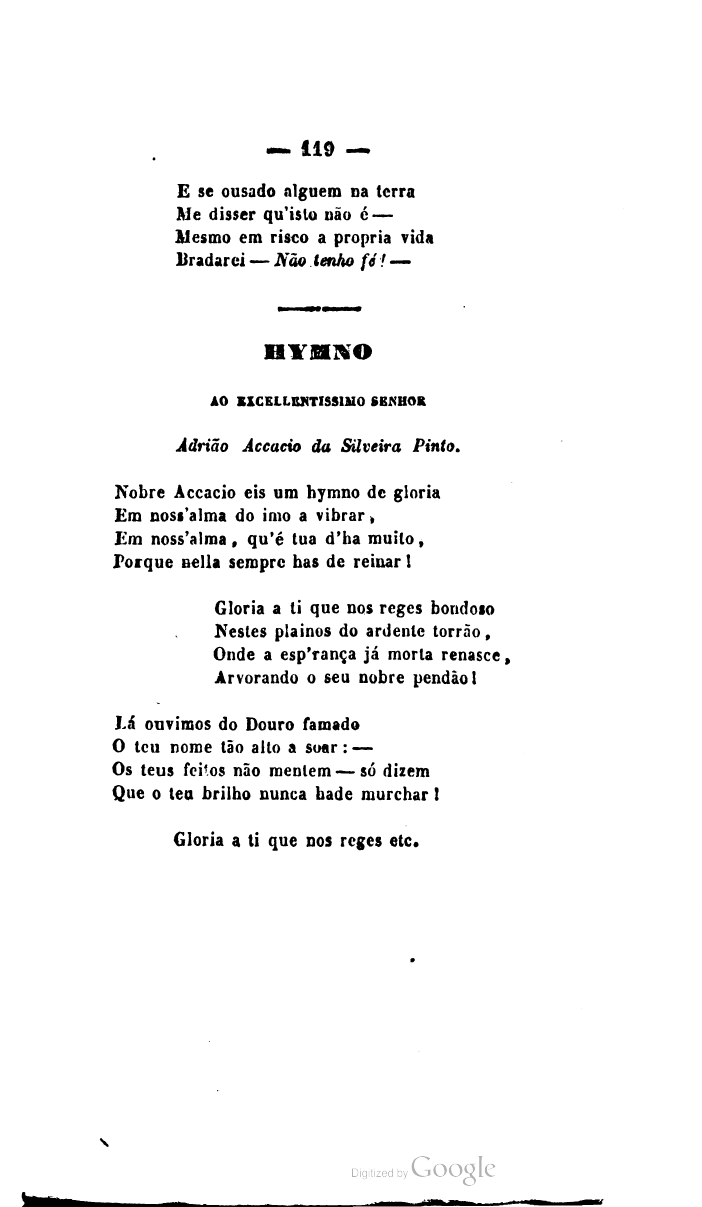 — 119 —
E se ousado alguem na terra
Me disser qu'isto não é —
Mesmo em risco a propria vida
Bradarei — Não tenho fé! —
HYMNO
AO EXCELLENTISSIMO SENHOR
Adrião Accacio da Silveira Pinto.
Nobre Accacio eis um hymno de gloria
Em noss'alma do imo a vibrar,
Em noss'alma, qu'é tua d'ha muito,
Porque nella sempre has de reinar!
Gloria a ti que nos reges bondoso
Nestes plainos do ardente torrão,
Onde a esp'rança já morta renasce,
Arvorando o seu nobre pendão!
Lá ouvimos do Douro famado
O teu nome tão alto a soar: —
Os teus feitos não mentem — só dizem
Que o teu brilho nunca hade murchar!
Gloria a ti que nos reges etc.
Digitized by Google